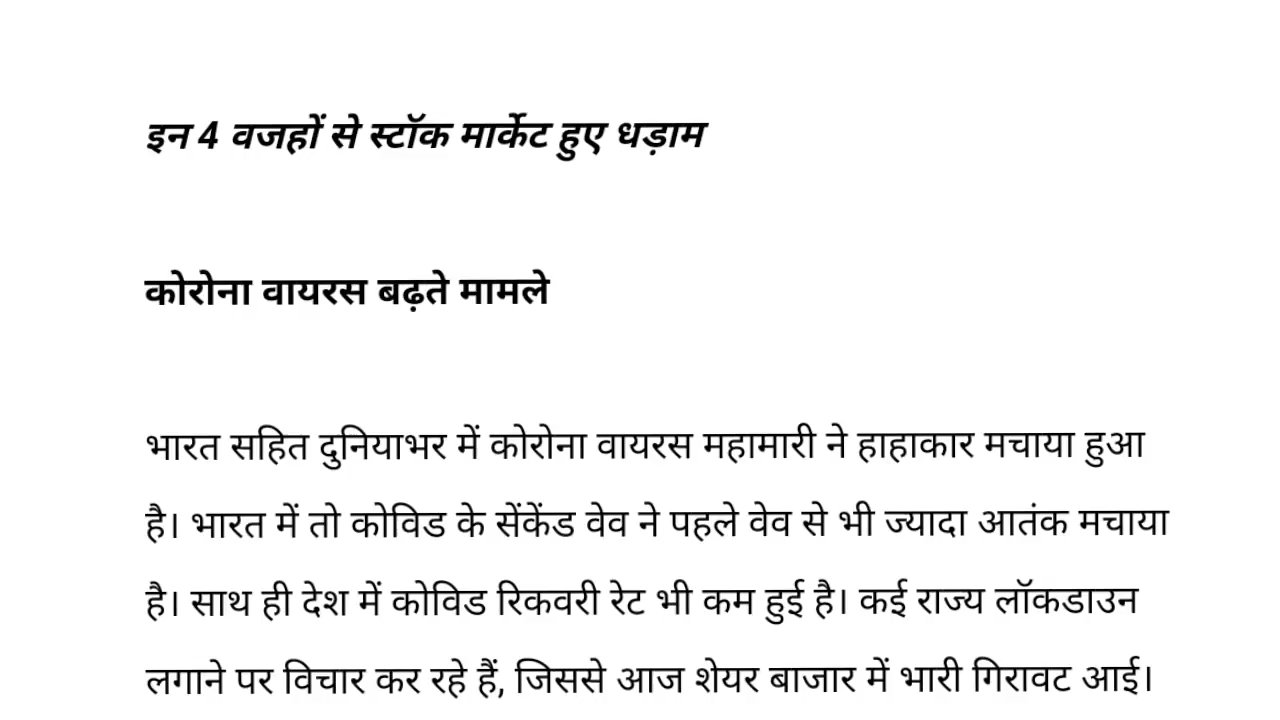 इन 4 वजहों से स्टॉक मार्केट हुए धड़ाम
कोरोना वायरस बढ़ते मामले
भारत सहित दुनियाभर में कोरोना वायरस महामारी ने हाहाकार मचाया हुआ
है। भारत में तो कोविड के सेंकेंड वेव ने पहले वेव से भी ज्यादा आतंक मचाया
है। साथ ही देश में कोविड रिकवरी रेट भी कम हुई है। कई राज्य लॉकडाउन
लगाने पर विचार कर रहे हैं, जिससे आज शेयर बाजार में भारी गिरावट आई।